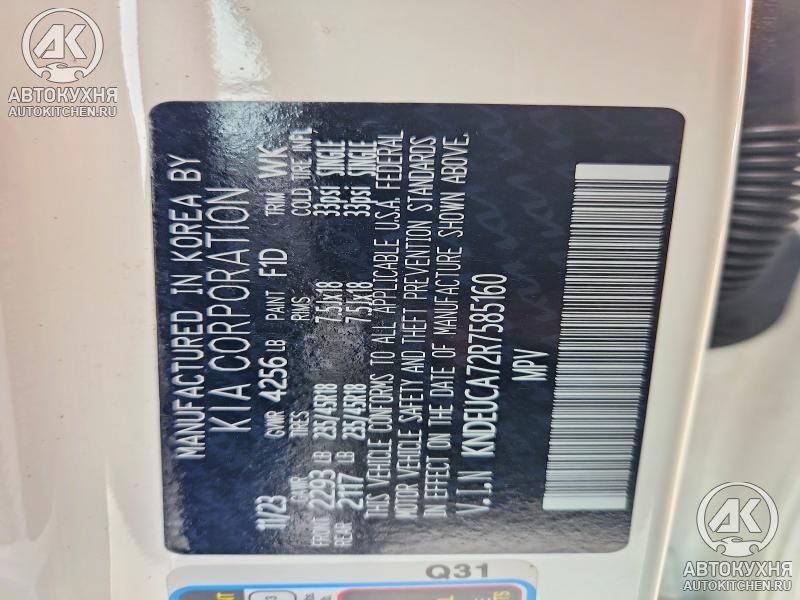 AK
АВТОКУХНЯ
AUTOKITCHEN.RU
MANUFACTURED IN KOREA BY
KIA CORPORATION
11/23 GVWR 4256 LB PAINT F1D TRIM WK
GAWR TIRES RIMS COLD TIRE INFL
FRONT 2293 LB 235/45R18 7.5Jx18 33psi SINGLE
REAR 2117 LB 235/45R18 7.5Jx18 33psi SINGLE
THIS VEHICLE CONFORMS TO ALL APPLICABLE U.S.A. FEDERAL
MOTOR VEHICLE SAFETY AND THEFT PREVENTION STANDARDS
IN EFFECT ON THE DATE OF MANUFACTURE SHOWN ABOVE.
V.I.N KNDEUCA72R7585160
MPV
Q31
AK
АВТОКУХНЯ
AUTOKITCHEN.RU